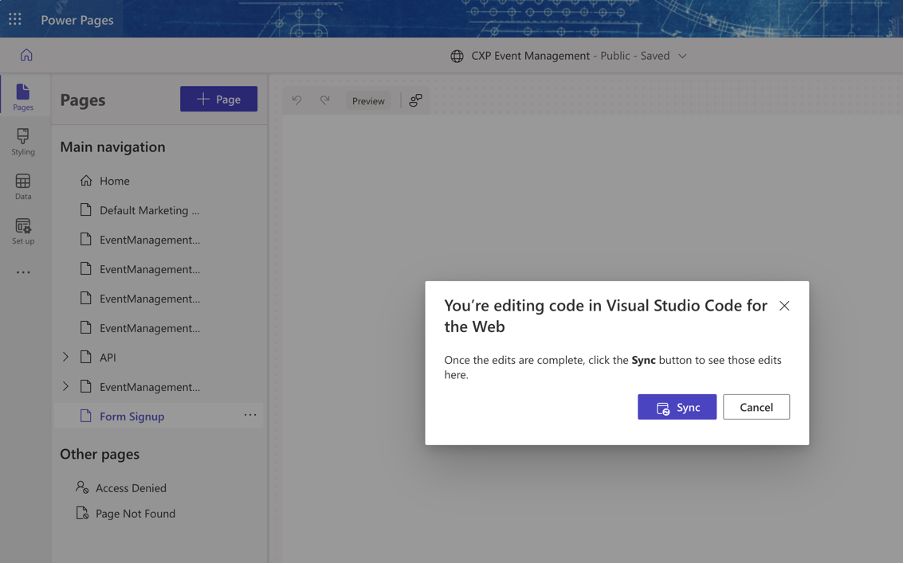 Power Pages
CXP Event Management - Public - Saved
Pages
Styling
Data
Set up
Pages
Page
Main navigation
Home
Default Marketing ...
EventManagement...
EventManagement...
EventManagement...
EventManagement...
API
EventManagement...
Form Signup
Other pages
Access Denied
Page Not Found
Preview
You’re editing code in Visual Studio Code for
the Web
Once the edits are complete, click the Sync button to see those edits
here.
Sync
Cancel